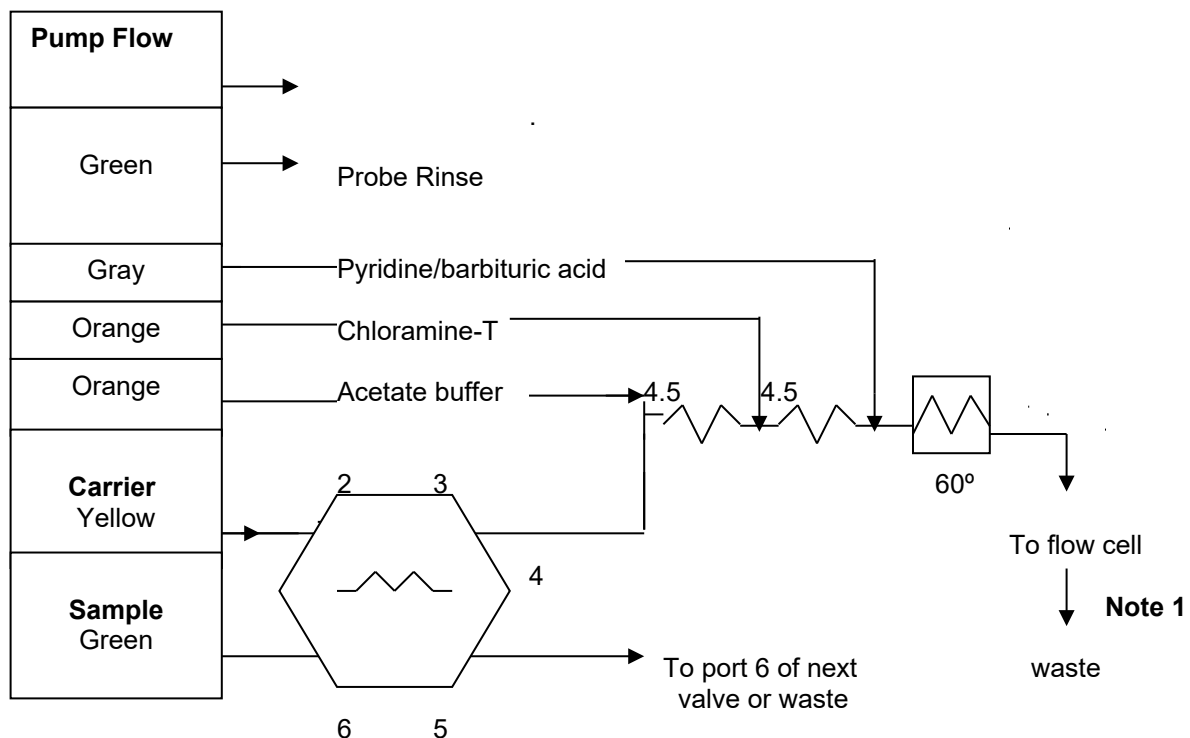 Pump Flow
Green
Probe Rinse
Gray
Pyridine/barbituric acid
Orange
Chloramine-T
Orange
Acetate buffer
4.5
4.5
60º
Carrier
Yellow
2
3
4
To flow cell
Note 1
waste
Sample
Green
To port 6 of next
valve or waste
6
5